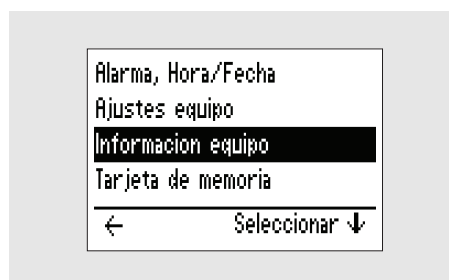 Alarma, Hora/Fecha
Ajustes equipo
Informacion equipo
Tarjeta de memoria
← Seleccionar ↓